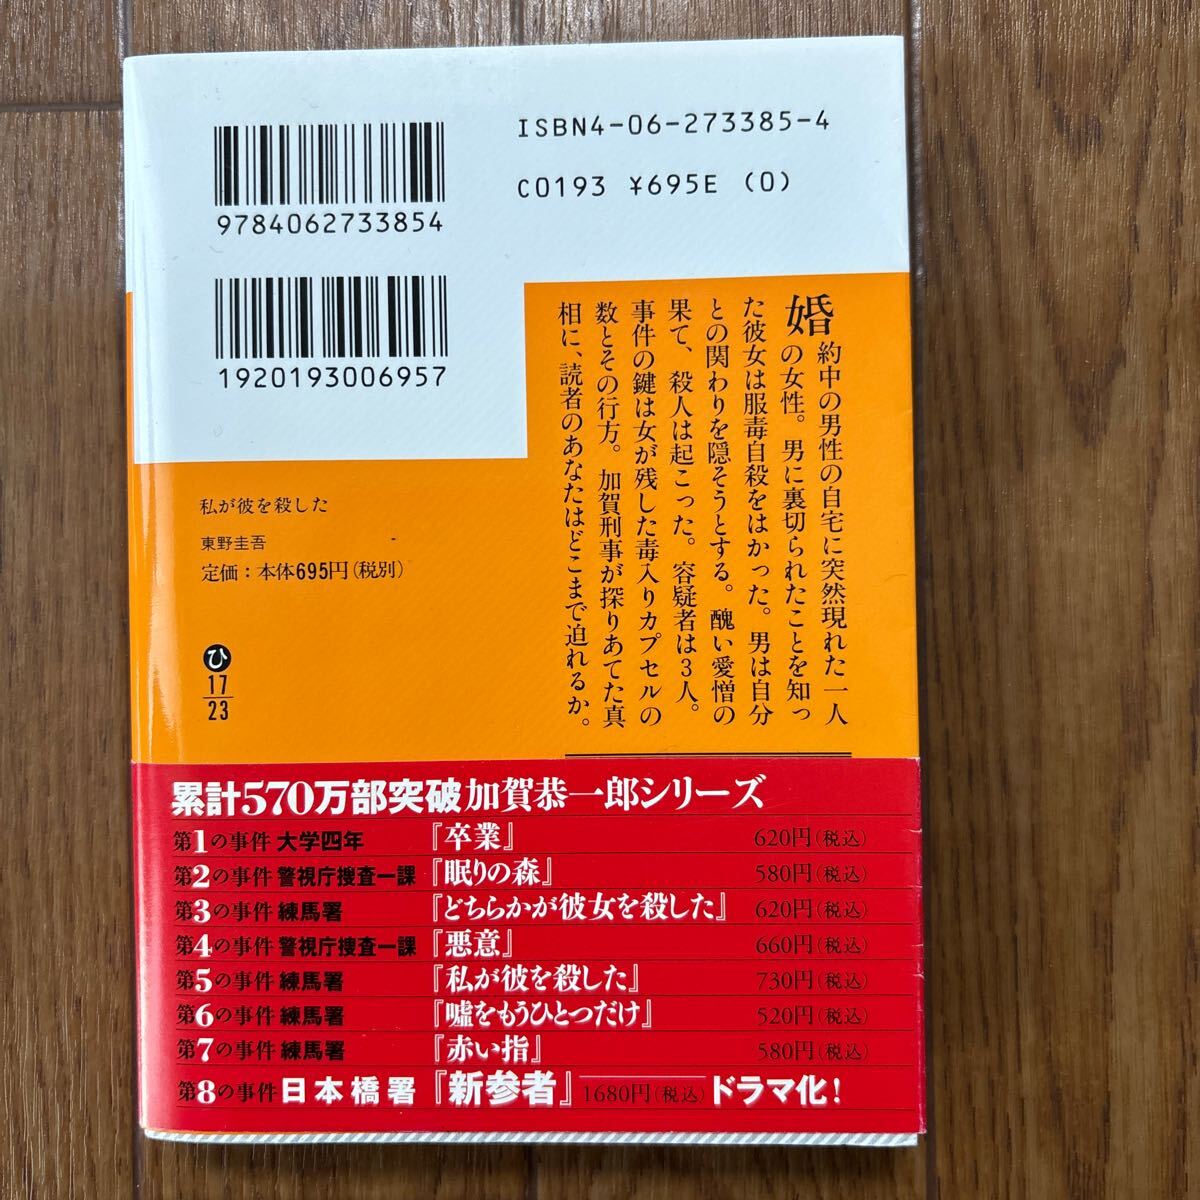 ISBN4-06-273385-4
C0193 ¥695E (0)
9784062733854
1920193006957
婚約中の男性の自宅に突然現れた一人
の女性。男に裏切られたことを知っ
た彼女は服毒自殺をはかった。男は自分
との関わりを隠そうとする。醜い愛憎の
果て、殺人は起こった。容疑者は3人。
事件の鍵は女が残した毒入りカプセルの
数とその行方。加賀刑事が探りあてた真
相に、読者のあなたはどこまで迫れるか。
私が彼を殺した
東野圭吾
定価:本体695円(税別)
ひ
17
23
累計570万部突破加賀恭一郎シリーズ
第1の事件 大学四年 『卒業』 620円(税込)
第2の事件 警視庁捜査一課 『眠りの森』 580円(税込)
第3の事件 練馬署 『どちらかが彼女を殺した』 620円(税込)
第4の事件 警視庁捜査一課 『悪意』 660円(税込)
第5の事件 練馬署 『私が彼を殺した』 730円(税込)
第6の事件 練馬署 『嘘をもうひとつだけ』 520円(税込)
第7の事件 練馬署 『赤い指』 580円(税込)
第8の事件 日本橋署 『新参者』 1680円(税込) ドラマ化!